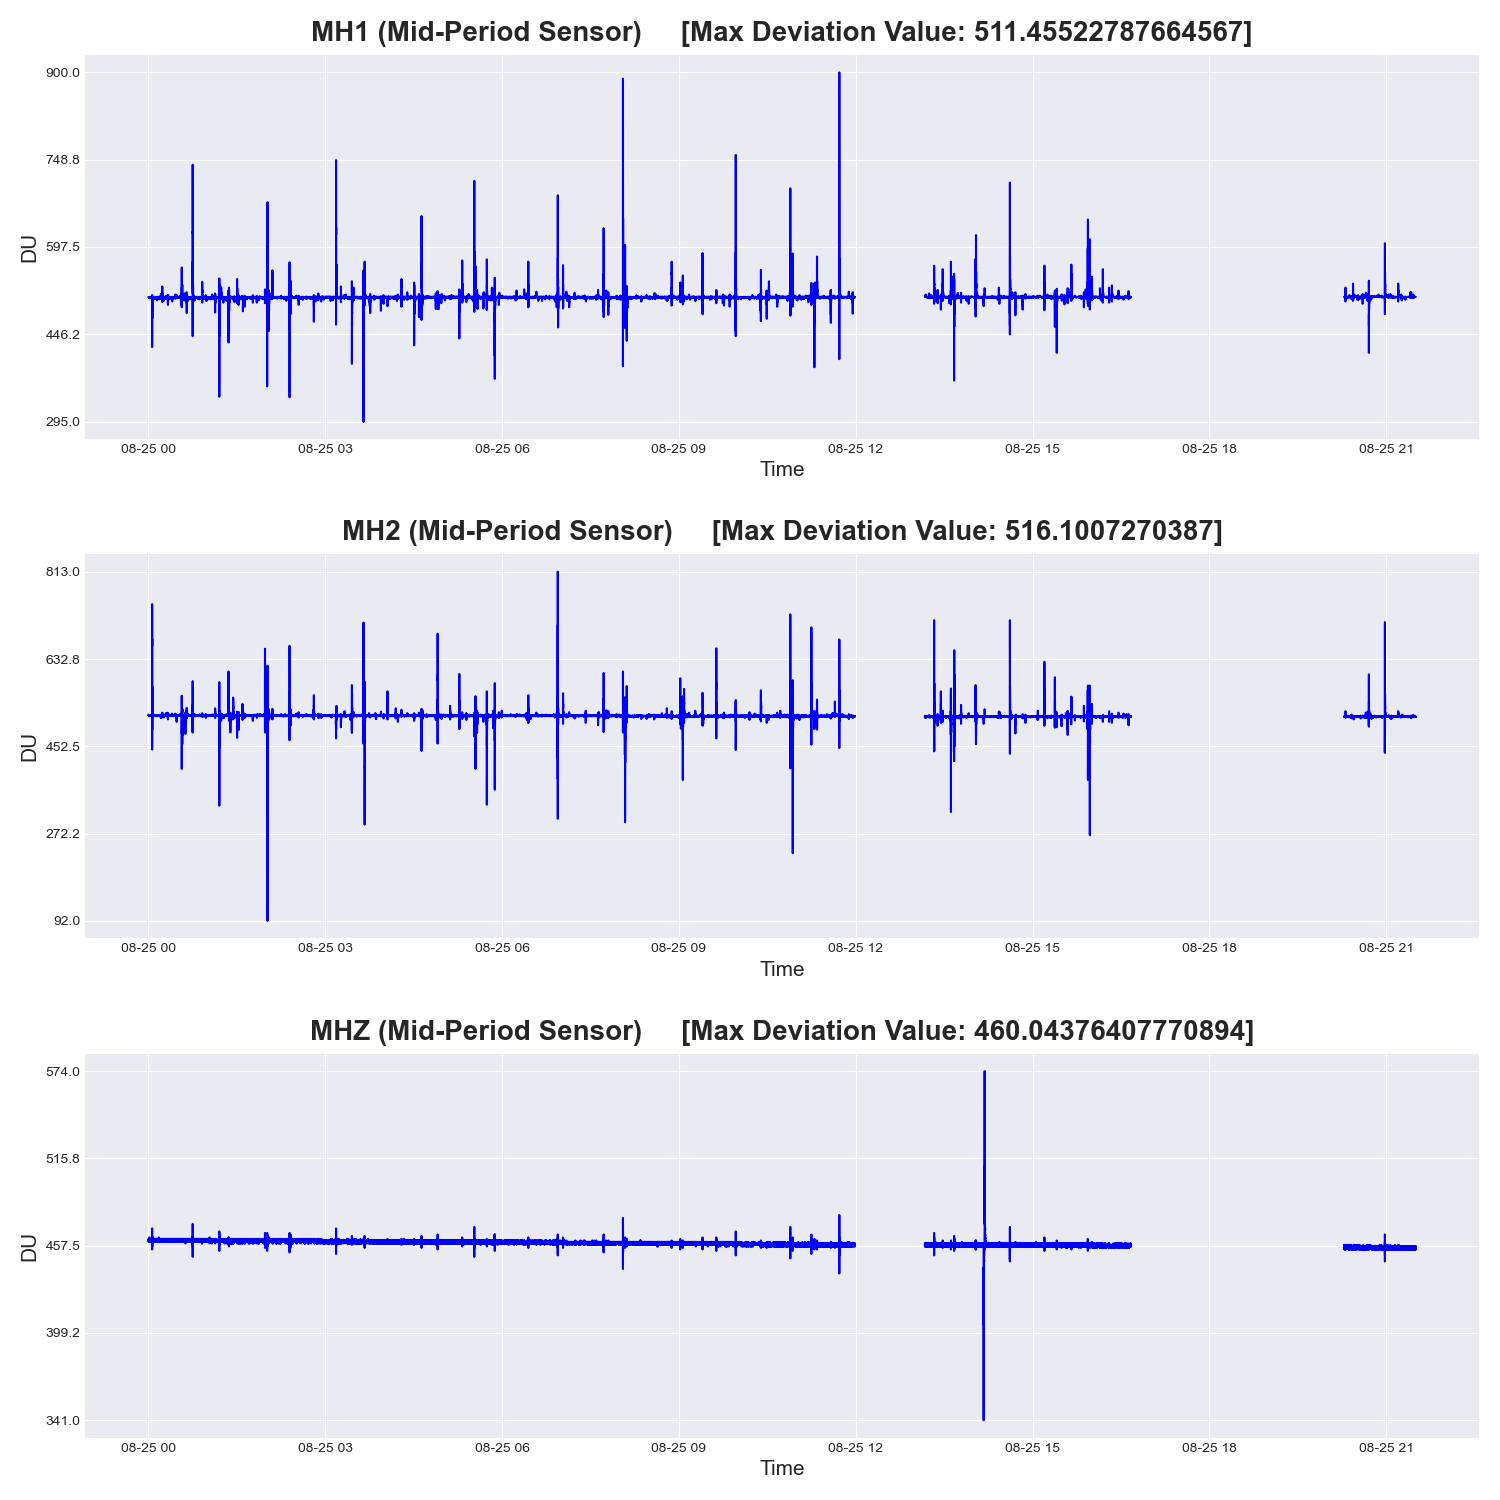 MH1 (Mid-Period Sensor) [Max Deviation Value: 511.45522787664567]
900.0
748.8
597.5
446.2
295.0
DU
08-25 00 08-25 03 08-25 06 08-25 09 08-25 12 08-25 15 08-25 18 08-25 21
Time
MH2 (Mid-Period Sensor) [Max Deviation Value: 516.1007270387]
813.0
632.8
452.5
272.2
92.0
DU
08-25 00 08-25 03 08-25 06 08-25 09 08-25 12 08-25 15 08-25 18 08-25 21
Time
MHZ (Mid-Period Sensor) [Max Deviation Value: 460.04376407770894]
574.0
515.8
457.5
399.2
341.0
DU
08-25 00 08-25 03 08-25 06 08-25 09 08-25 12 08-25 15 08-25 18 08-25 21
Time